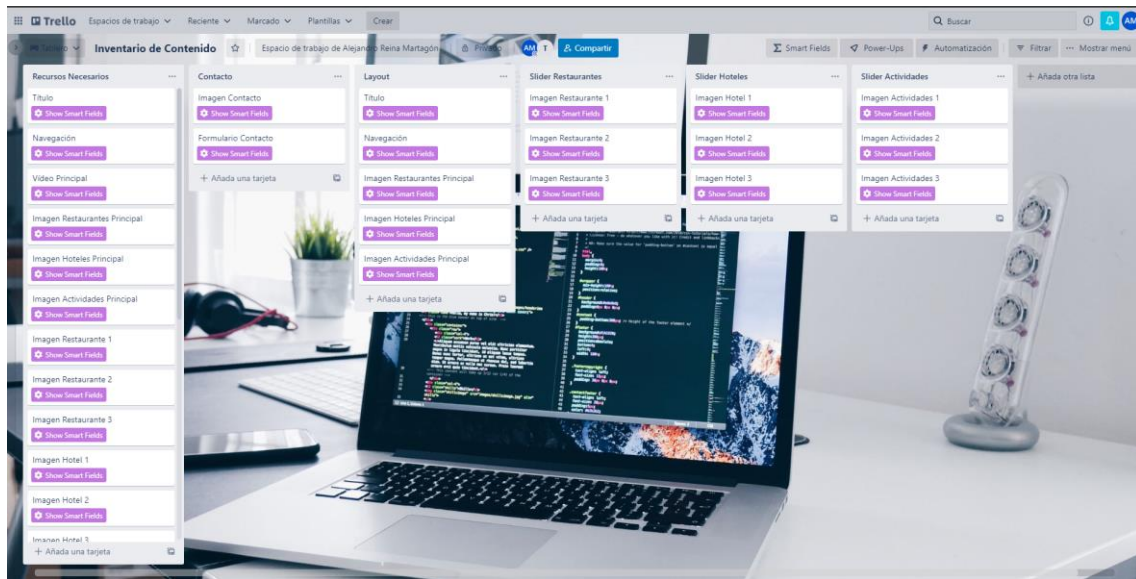 Trello
Espacios de trabajo
Reciente
Marcado
Plantillas
Crear
Buscar
AM
Tablero
Inventario de Contenido
Espacio de trabajo de Alejandro Reina Martagón
Privado
AM
T
Compartir
Smart Fields
Power-Ups
Automatización
Filtrar
Mostrar menú
Recursos Necesarios
Título
Show Smart Fields
Navegación
Show Smart Fields
Vídeo Principal
Show Smart Fields
Imagen Restaurantes Principal
Show Smart Fields
Imagen Hoteles Principal
Show Smart Fields
Imagen Actividades Principal
Show Smart Fields
Imagen Restaurante 1
Show Smart Fields
Imagen Restaurante 2
Show Smart Fields
Imagen Restaurante 3
Show Smart Fields
Imagen Hotel 1
Show Smart Fields
Imagen Hotel 2
Show Smart Fields
Imagen Hotel 3
+ Añada una tarjeta
Contacto
Imagen Contacto
Show Smart Fields
Formulario Contacto
Show Smart Fields
+ Añada una tarjeta
Layout
Título
Show Smart Fields
Navegación
Show Smart Fields
Imagen Restaurantes Principal
Show Smart Fields
Imagen Hoteles Principal
Show Smart Fields
Imagen Actividades Principal
Show Smart Fields
+ Añada una tarjeta
Slider Restaurantes
Imagen Restaurante 1
Show Smart Fields
Imagen Restaurante 2
Show Smart Fields
Imagen Restaurante 3
Show Smart Fields
+ Añada una tarjeta
Slider Hoteles
Imagen Hotel 1
Show Smart Fields
Imagen Hotel 2
Show Smart Fields
Imagen Hotel 3
Show Smart Fields
+ Añada una tarjeta
Slider Actividades
Imagen Actividades 1
Show Smart Fields
Imagen Actividades 2
Show Smart Fields
Imagen Actividades 3
Show Smart Fields
+ Añada una tarjeta
+ Añada otra lista